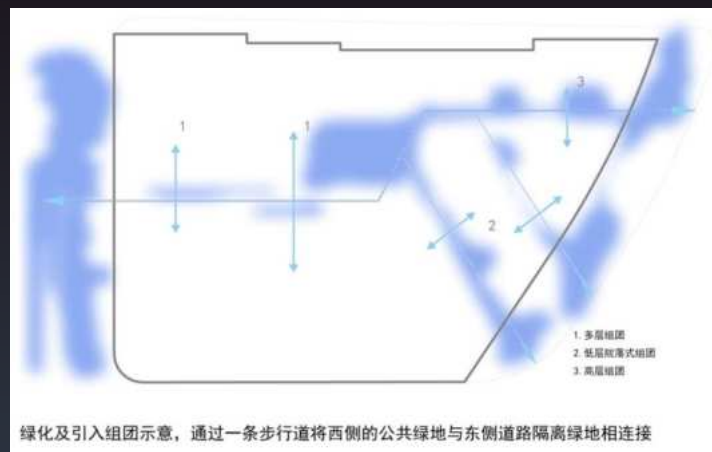 1
1
3
2
1. 多层组团
2. 低层院落式组团
3. 高层组团
绿化及引入组团示意，通过一条步行道将西侧的公共绿地与东侧道路隔离绿地相连接